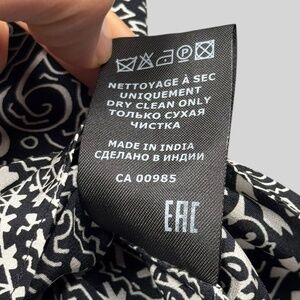 NETTOYAGE À SEC
UNIQUEMENT
DRY CLEAN ONLY
ТОЛЬКО СУХАЯ
ЧИСТКА
MADE IN INDIA
СДЕЛАНО В ИНДИИ
CA 00985
EAC